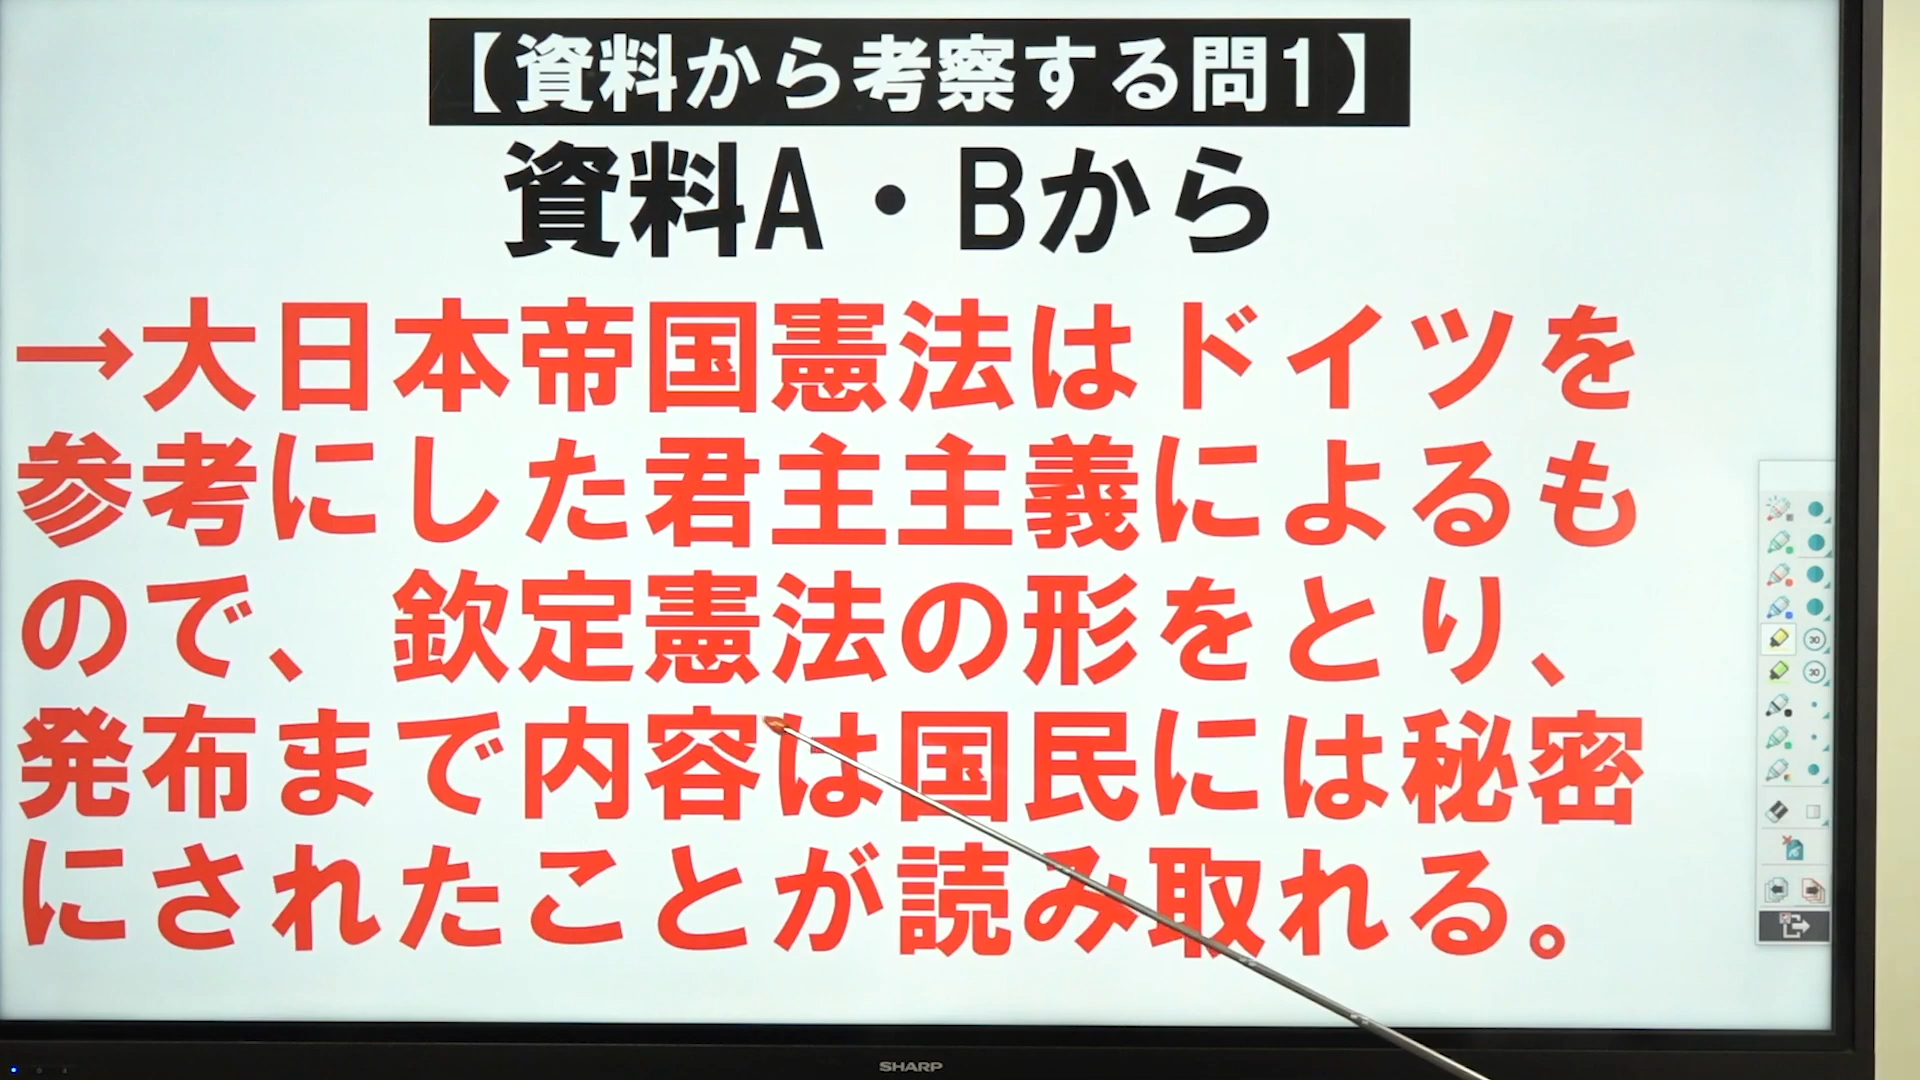 【資料から考察する問1】
資料A・Bから
→大日本帝国憲法はドイツを
参考にした君主主義によるも
ので、欽定憲法の形をとり、
発布まで内容は国民には秘密
にされたことが読み取れる。
30
30
SHARP